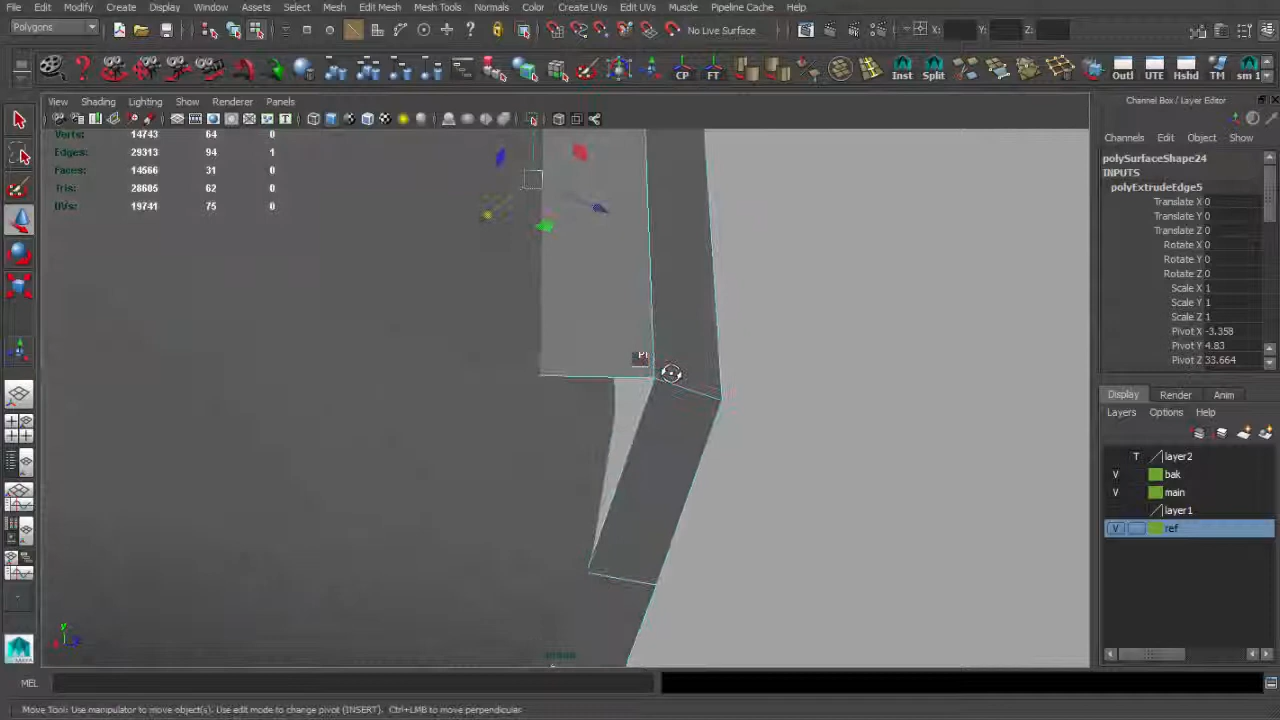 File Edit Modify Create Display Window Assets Select Mesh Edit Mesh Mesh Tools Normals Color Create UVs Edit UVs Muscle Pipeline Cache Help
Polygons
No Live Surface
X:
Y:
Z:
CP
FT
Inst
Split
Outl
UTE
Hshd
TM
sm 1
View Shading Lighting Show Renderer Panels
Channel Box / Layer Editor
Verts: 14743 64 0
Edges: 29313 94 1
Faces: 14566 31 0
Tris: 28605 62 0
UVs: 19741 75 0
Channels Edit Object Show
polySurfaceShape24
INPUTS
polyExtrudeEdge5
Translate X 0
Translate Y 0
Translate Z 0
Rotate X 0
Rotate Y 0
Rotate Z 0
Scale X 1
Scale Y 1
Scale Z 1
Pivot X -3.358
Pivot Y 4.83
Pivot Z 33.664
Display Render Anim
Layers Options Help
T layer2
V bak
V main
layer1
V ref
y
MAYA
MEL
Move Tool: Use manipulator to move object(s). Use edit mode to change pivot (INSERT). Ctrl+LMB to move perpendicular.